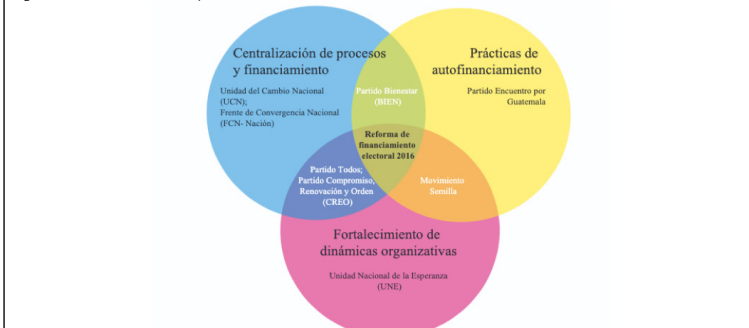 Centralización de procesos
y financiamiento
Unidad del Cambio Nacional
(UCN);
Frente de Convergencia Nacional
(FCN- Nación)
Prácticas de
autofinanciamiento
Partido Encuentro por
Guatemala
Partido Bienestar
(BIEN)
Reforma de
financiamiento
electoral 2016
Partido Todos;
Partido Compromiso,
Renovación y Orden
(CREO)
Movimiento
Semilla
Fortalecimiento de
dinámicas organizativas
Unidad Nacional de la Esperanza
(UNE)